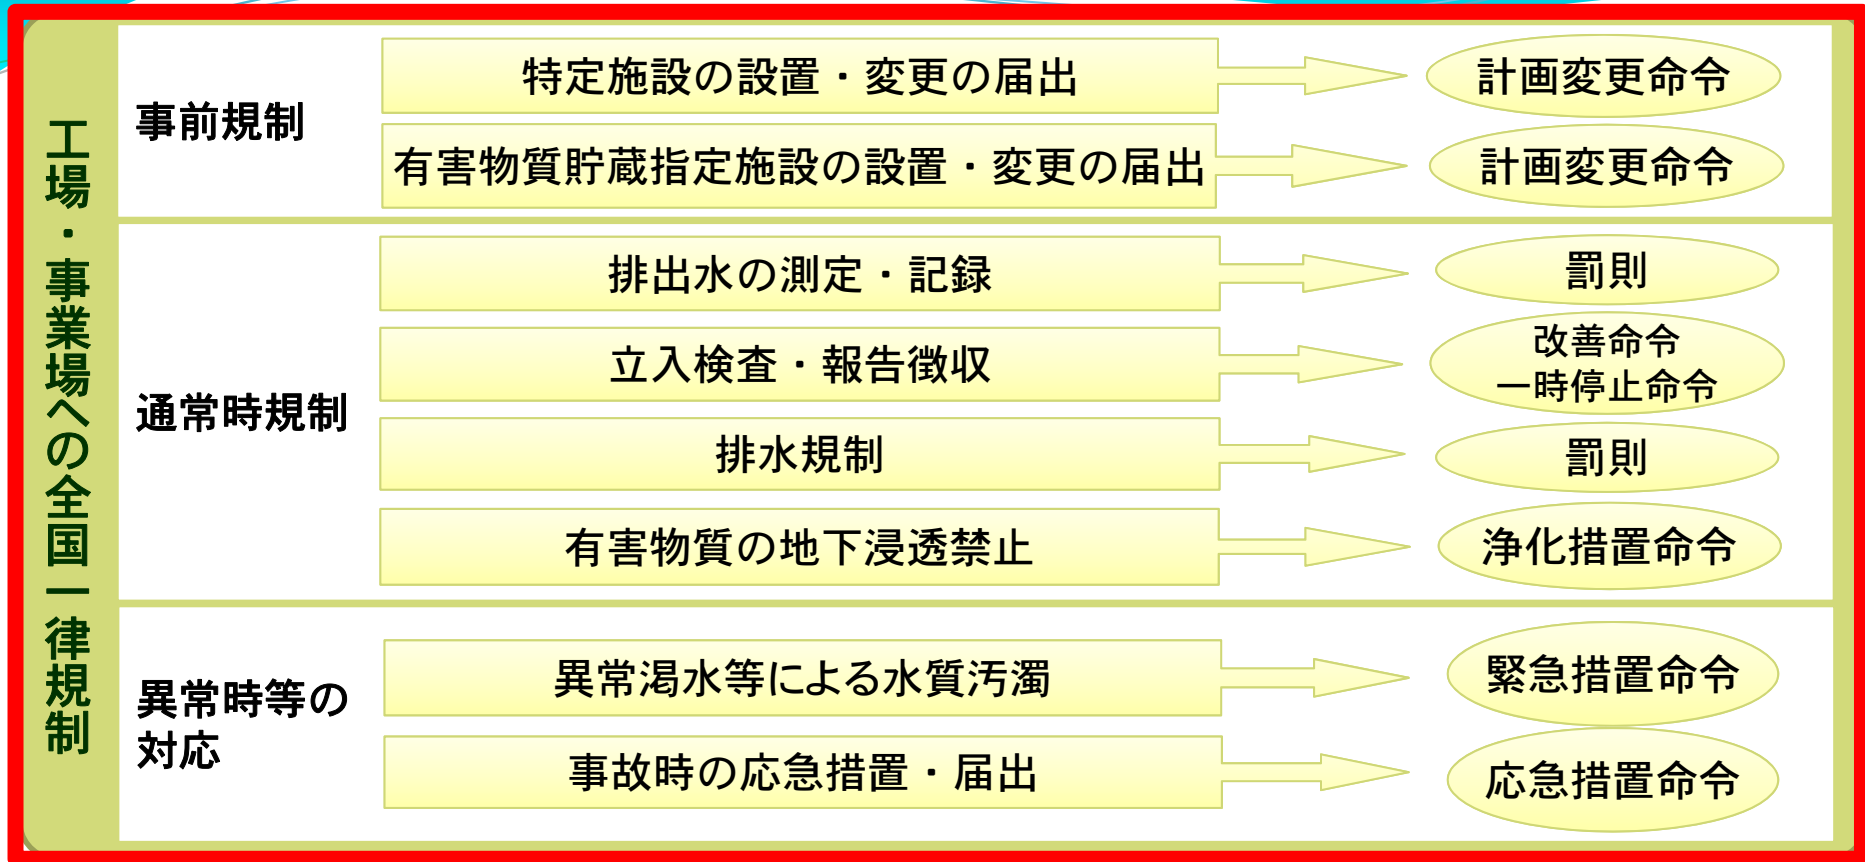 工場・事業場への全国一律規制
事前規制
特定施設の設置・変更の届出
計画変更命令
有害物質貯蔵指定施設の設置・変更の届出
計画変更命令
通常時規制
排出水の測定・記録
罰則
立入検査・報告徴収
改善命令
一時停止命令
排水規制
罰則
有害物質の地下浸透禁止
浄化措置命令
異常時等の
対応
異常渇水等による水質汚濁
緊急措置命令
事故時の応急措置・届出
応急措置命令